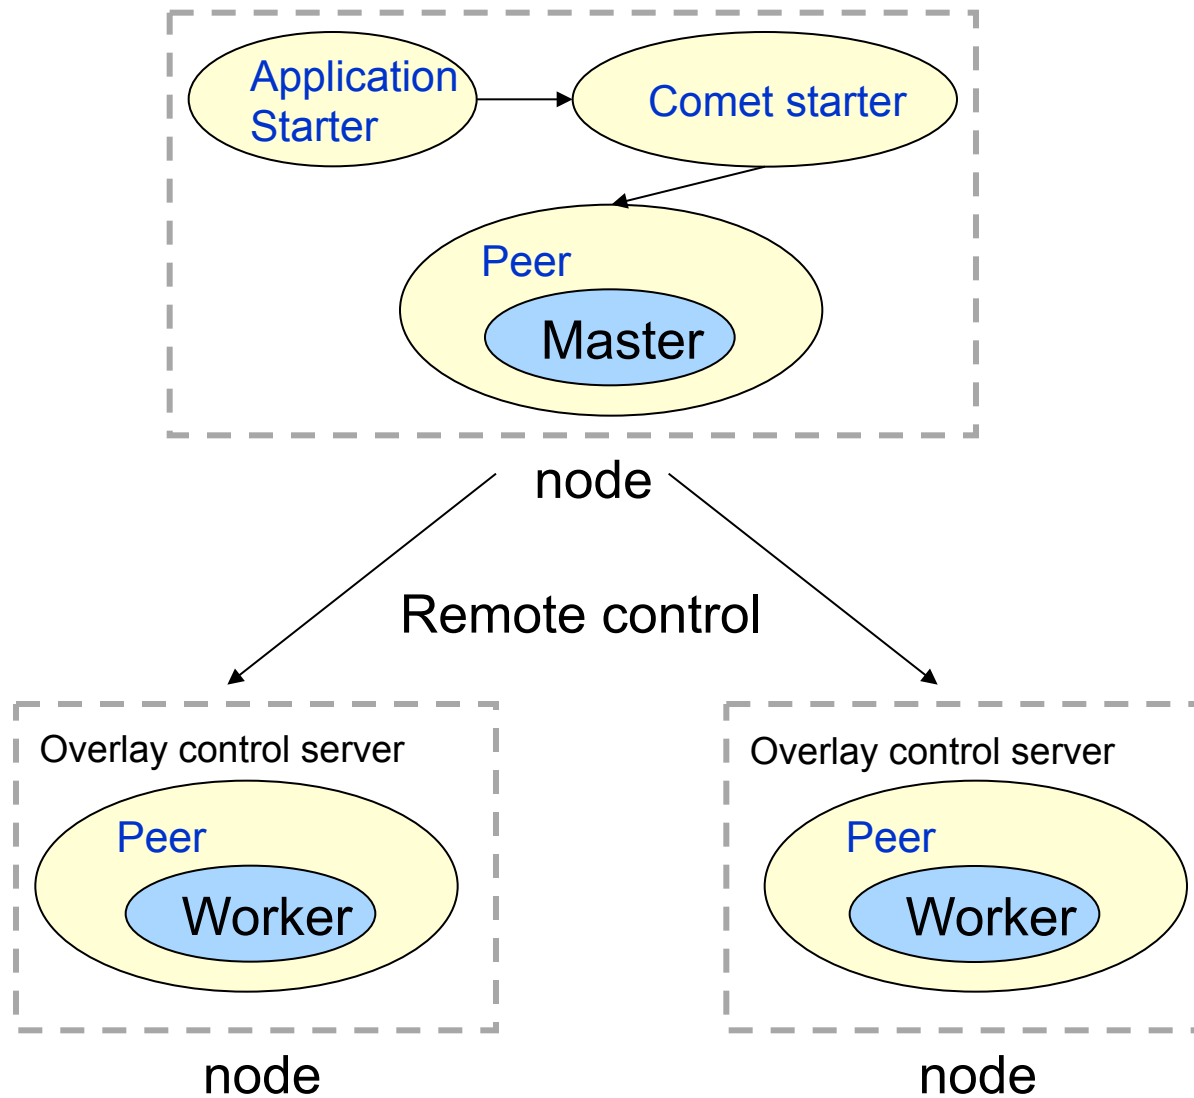 Application
Starter
Comet starter
Peer
Master
node
Remote control
Overlay control server
Peer
Worker
node
Overlay control server
Peer
Worker
node